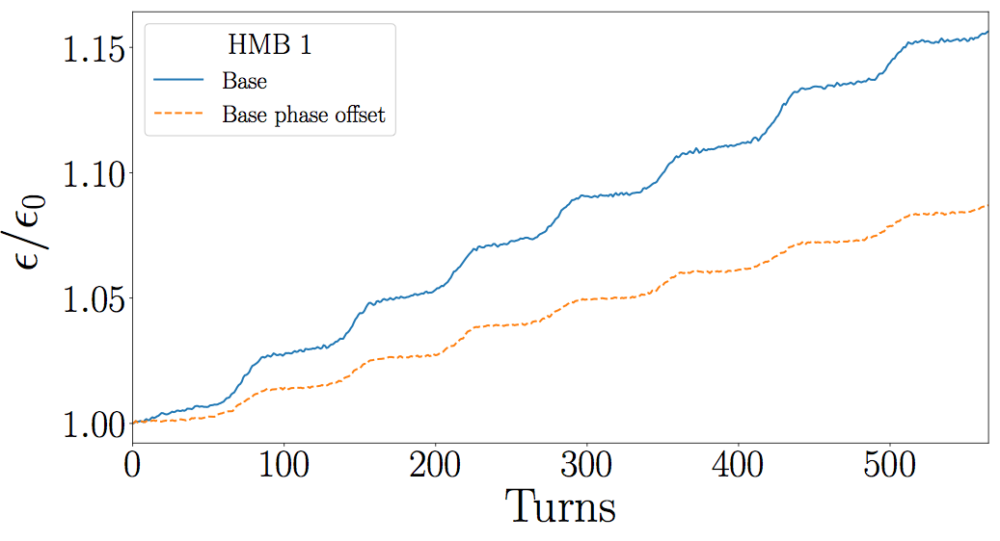 HMB 1
Base
Base phase offset
ϵ/ϵ₀
1.15
1.10
1.05
1.00
0 100 200 300 400 500
Turns